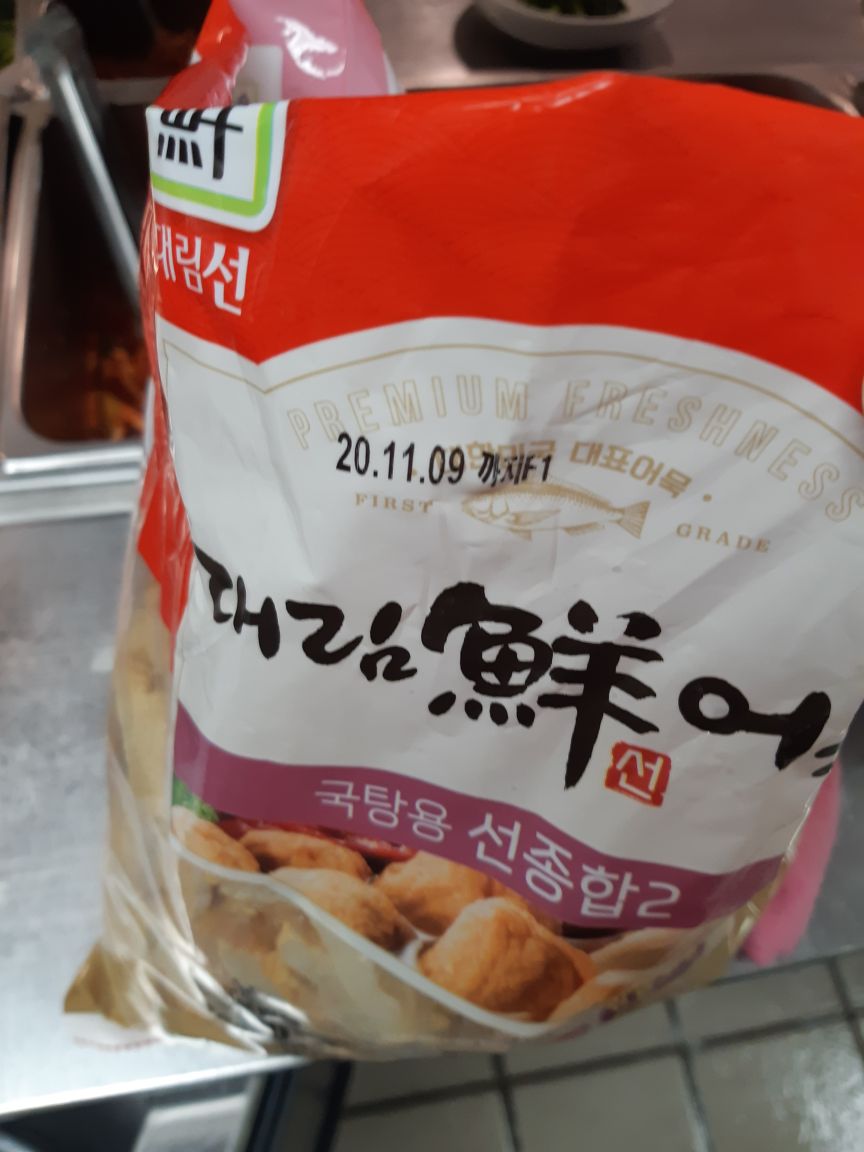 鮮
대림선
PREMIUM FRESHNESS
대표어묵
20.11.09 까지F1
FIRST GRADE
대림鮮어
선
국탕용 선종합2